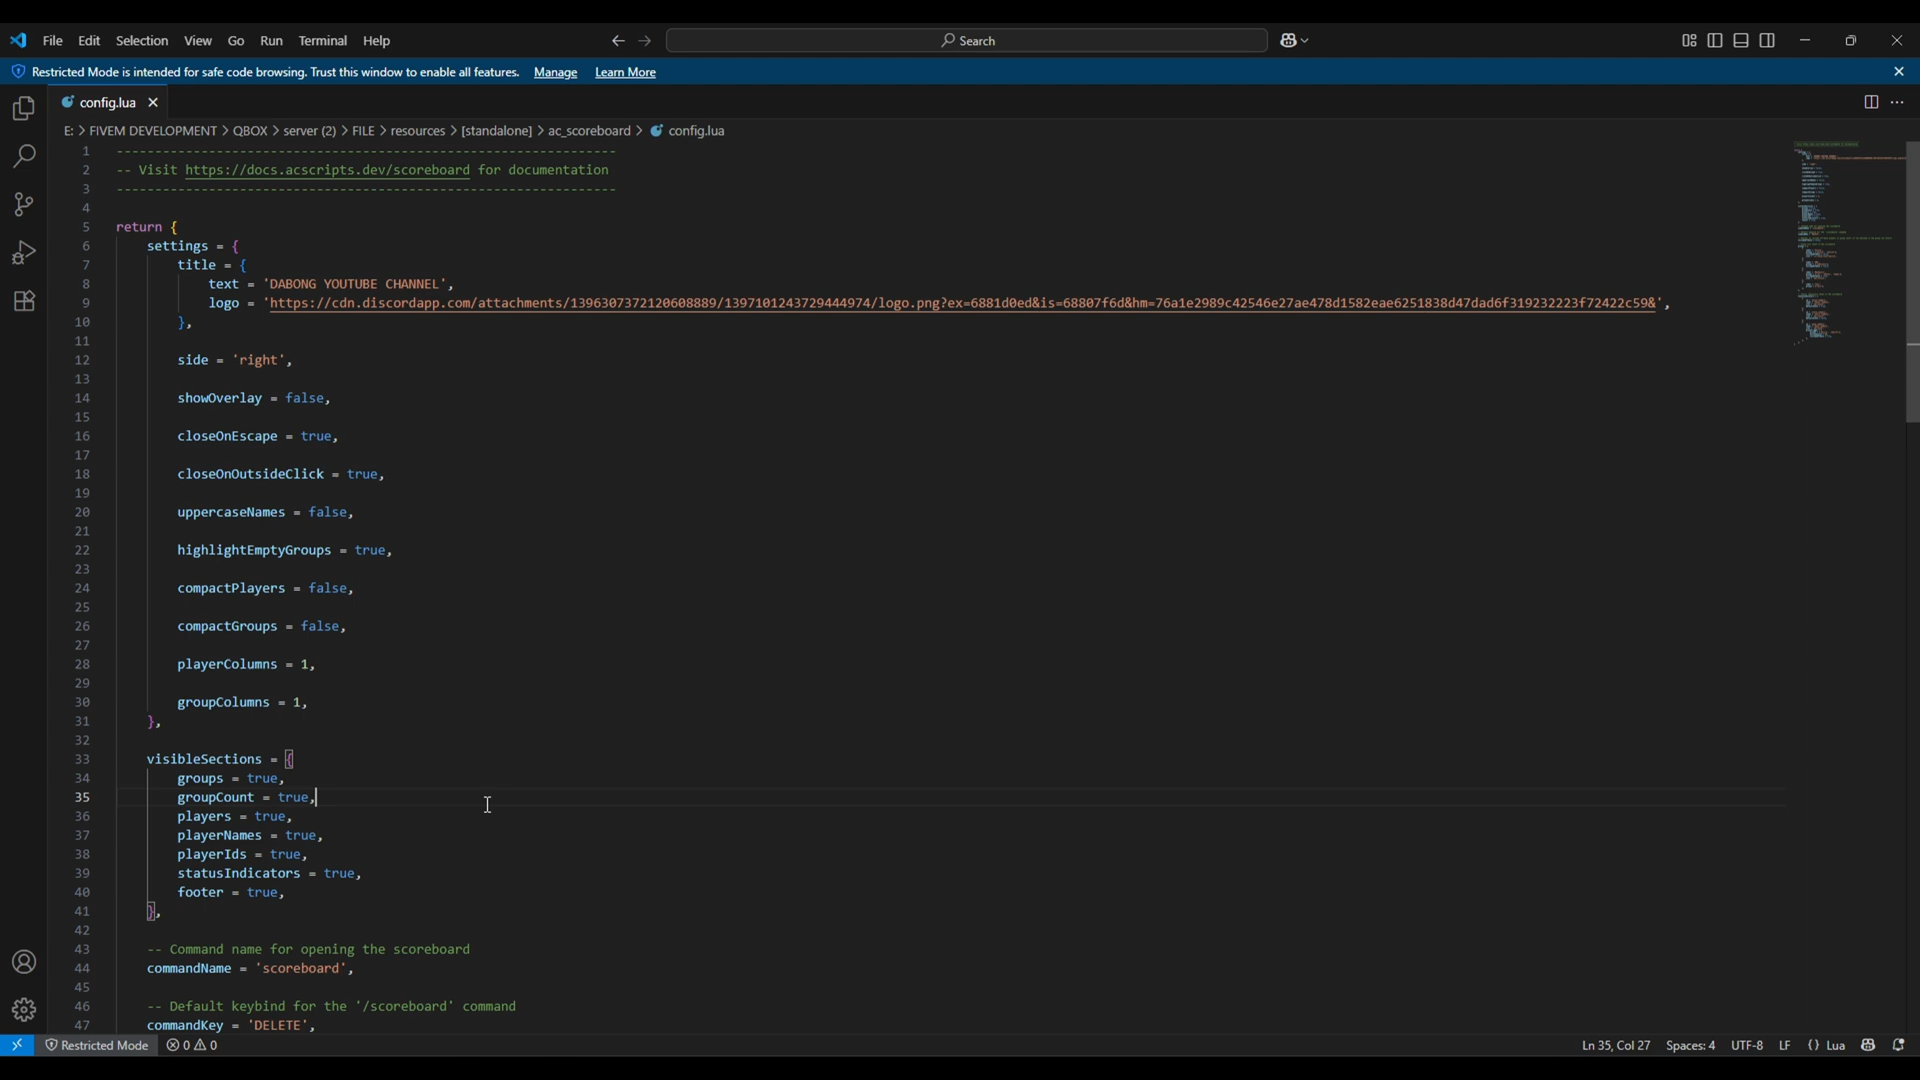 File Edit Selection View Go Run Terminal Help Search
Restricted Mode is intended for safe code browsing. Trust this window to enable all features. Manage Learn More
config.lua
E: > FIVEM DEVELOPMENT > QBOX > server (2) > FILE > resources > [standalone] > ac_scoreboard > config.lua
1 ----------------------------------------------------------------
2 -- Visit https://docs.acscripts.dev/scoreboard for documentation
3 ----------------------------------------------------------------
4
5 return {
6 settings = {
7 title = {
8 text = 'DABONG YOUTUBE CHANNEL',
9 logo = 'https://cdn.discordapp.com/attachments/1396307372120608889/1397101243729444974/logo.png?ex=6881d0ed&is=68807f6d&hm=76a1e2989c42546e27ae478d1582eae6251838d47dad6f319232223f72422c59&',
10 },
11
12 side = 'right',
13
14 showOverlay = false,
15
16 closeOnEscape = true,
17
18 closeOnOutsideClick = true,
19
20 uppercaseNames = false,
21
22 highlightEmptyGroups = true,
23
24 compactPlayers = false,
25
26 compactGroups = false,
27
28 playerColumns = 1,
29
30 groupColumns = 1,
31 },
32
33 visibleSections = {
34 groups = true,
35 groupCount = true,
36 players = true,
37 playerNames = true,
38 playerIds = true,
39 statusIndicators = true,
40 footer = true,
41 },
42
43 -- Command name for opening the scoreboard
44 commandName = 'scoreboard',
45
46 -- Default keybind for the '/scoreboard' command
47 commandKey = 'DELETE',
Restricted Mode 0 0 Ln 35, Col 27 Spaces: 4 UTF-8 LF {} Lua